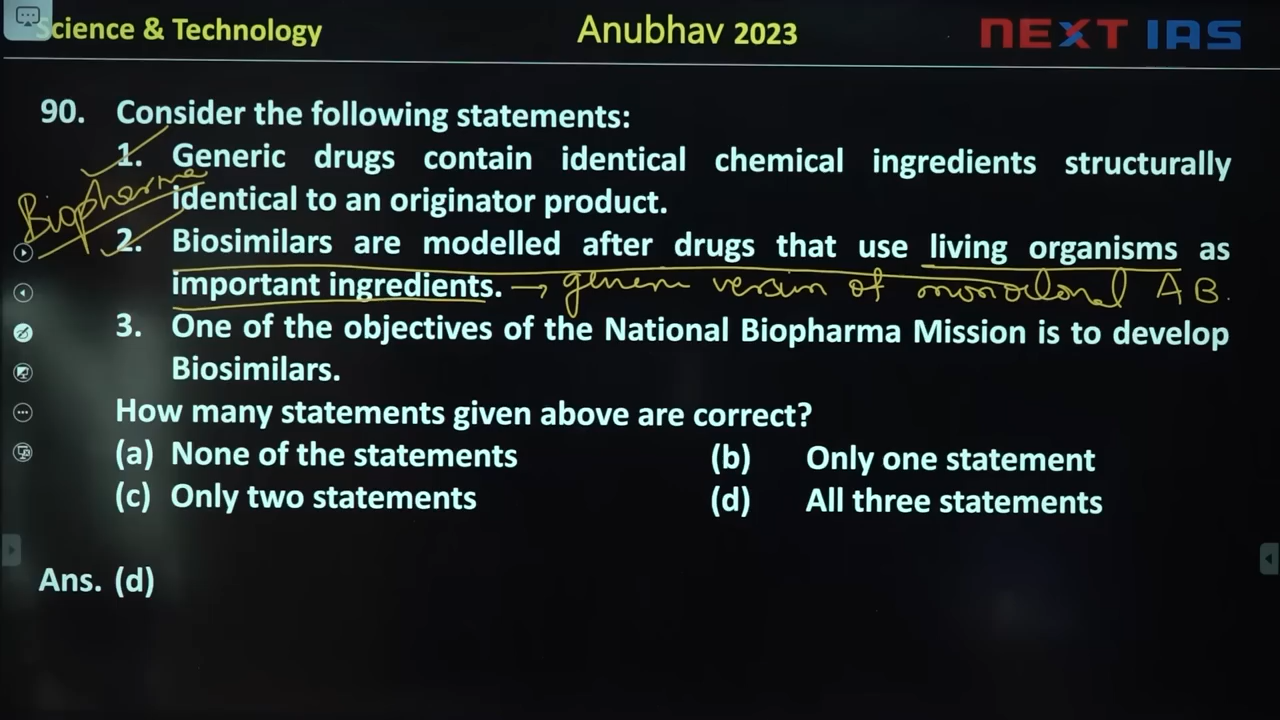 Science & Technology
Anubhav 2023
NEXT IAS
90. Consider the following statements:
1. Generic drugs contain identical chemical ingredients structurally
identical to an originator product.
Biopharma
2. Biosimilars are modelled after drugs that use living organisms as
important ingredients. → generic version of monoclonal AB.
3. One of the objectives of the National Biopharma Mission is to develop
Biosimilars.
How many statements given above are correct?
(a) None of the statements
(b) Only one statement
(c) Only two statements
(d) All three statements
Ans. (d)